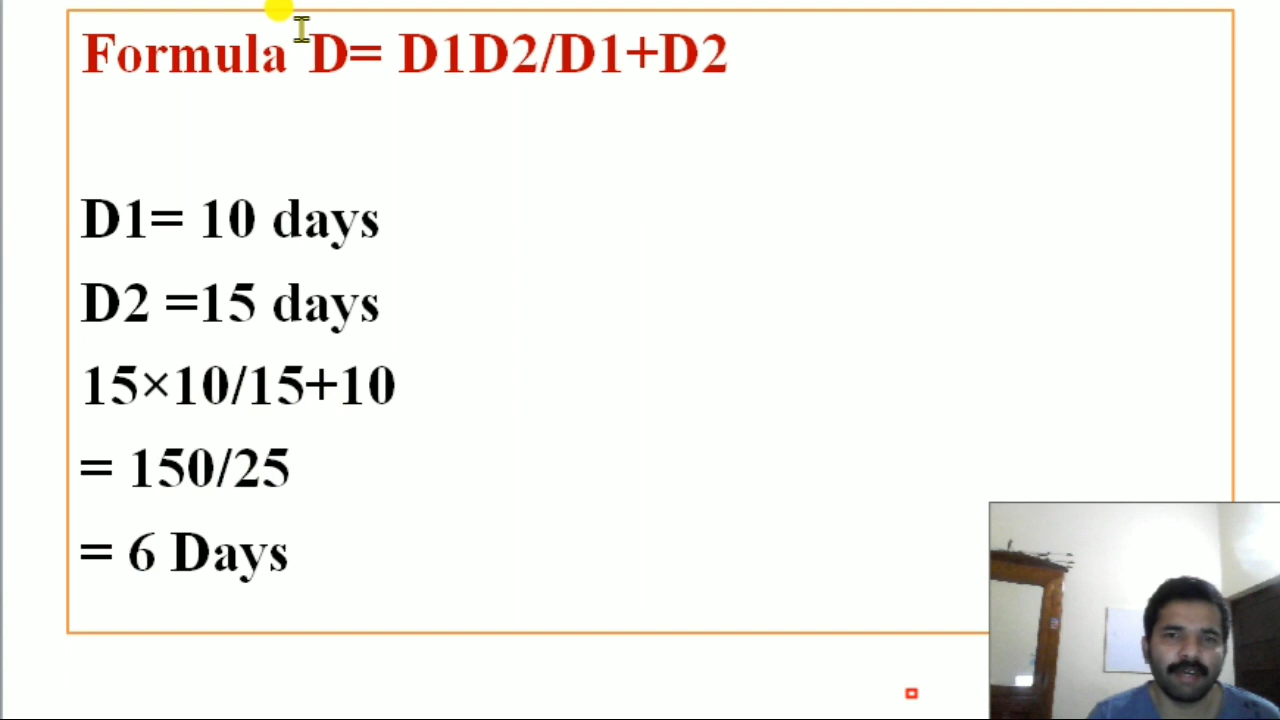 Formula D= D1D2/D1+D2
D1= 10 days
D2 =15 days
15×10/15+10
= 150/25
= 6 Days